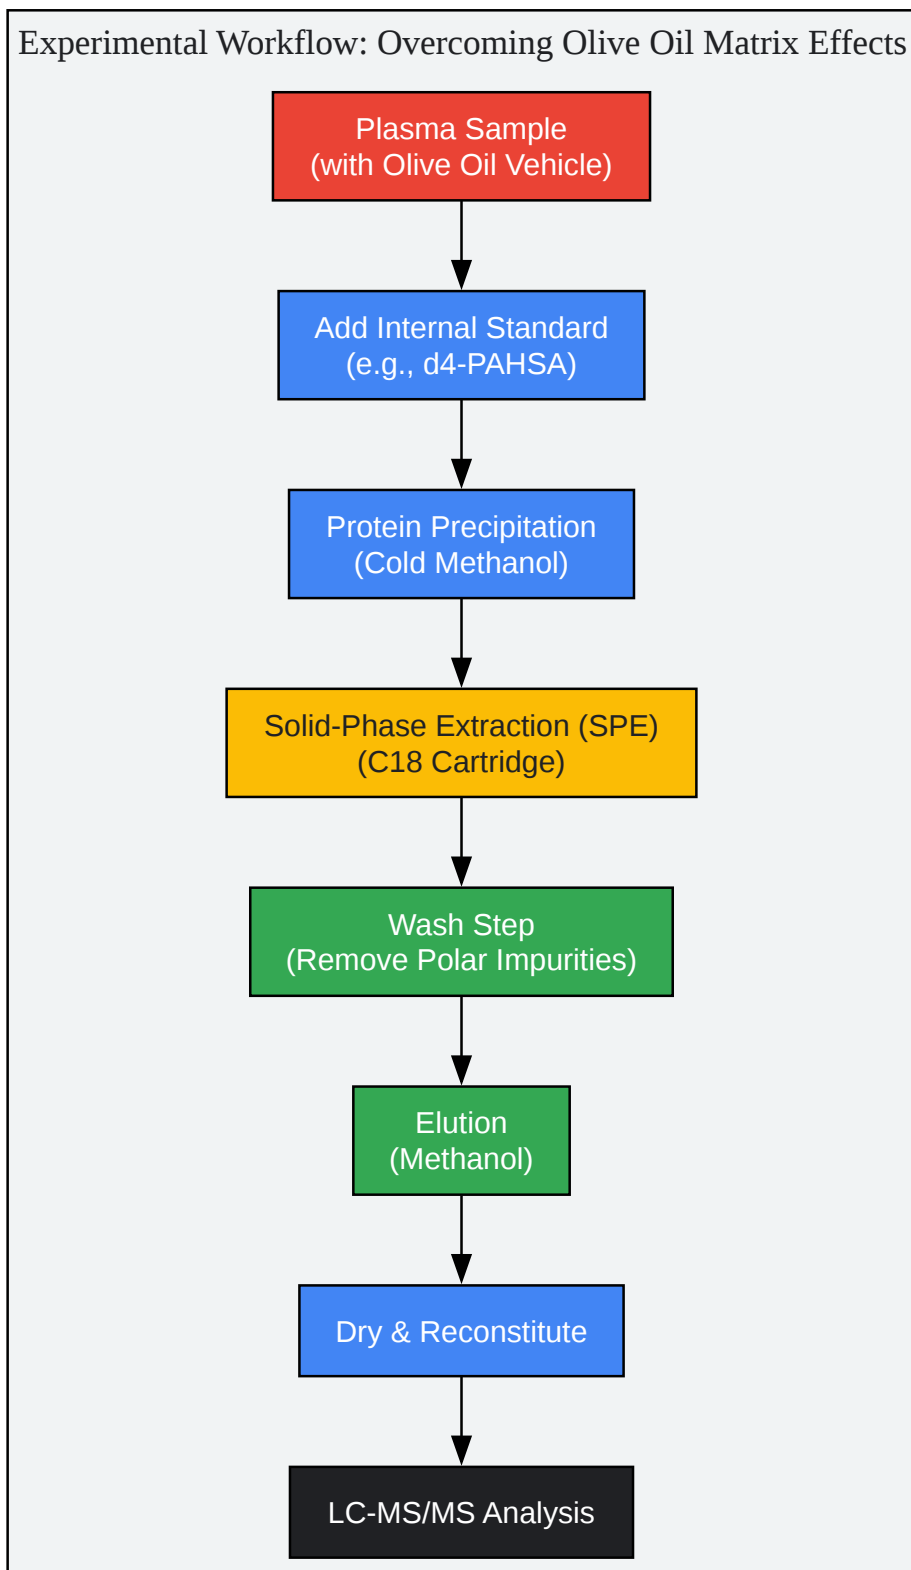 Experimental Workflow: Overcoming Olive Oil Matrix Effects
Plasma Sample
(with Olive Oil Vehicle)
Add Internal Standard
(e.g., d4-PAHSA)
Protein Precipitation
(Cold Methanol)
Solid-Phase Extraction (SPE)
(C18 Cartridge)
Wash Step
(Remove Polar Impurities)
Elution
(Methanol)
Dry & Reconstitute
LC-MS/MS Analysis